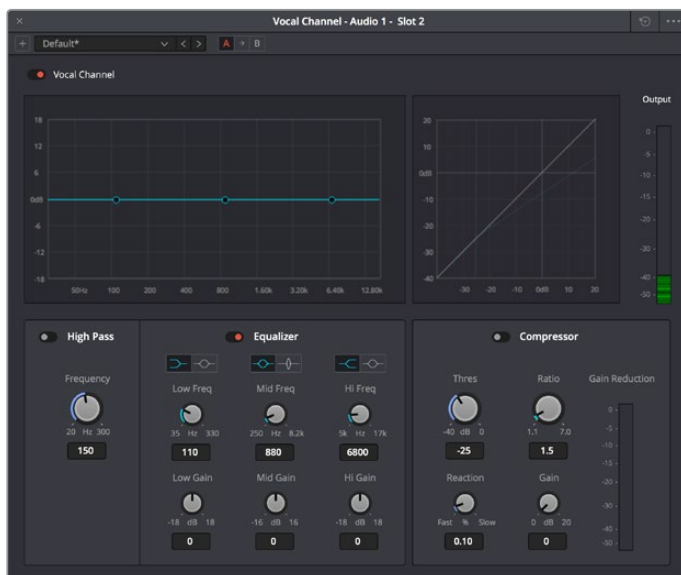 Vocal Channel - Audio 1 - Slot 2
Default*
A
B
Vocal Channel
Output
18
12
6
0dB
-6
-12
-18
50Hz 100 200 400 800 1.60k 3.20k 6.40k 12.80k
20
10
0dB
-10
-20
-30
-40
-30 -20 -10 0dB 10 20
0
-5
-10
-15
-20
-30
-40
-50
High Pass
Equalizer
Compressor
Frequency
20 Hz 300
150
Low Freq Mid Freq Hi Freq
35 Hz 330 250 Hz 8.2k 5k Hz 17k
110 880 6800
Low Gain Mid Gain Hi Gain
-18 dB 18 -16 dB 16 -18 dB 18
0 0 0
Thres Ratio Gain Reduction
-40 dB 0 1.1 7.0
-25 1.5
Reaction Gain
Fast % Slow 0 dB 20
0.10 0
0
-5
-10
-15
-20
-30
-40
-50